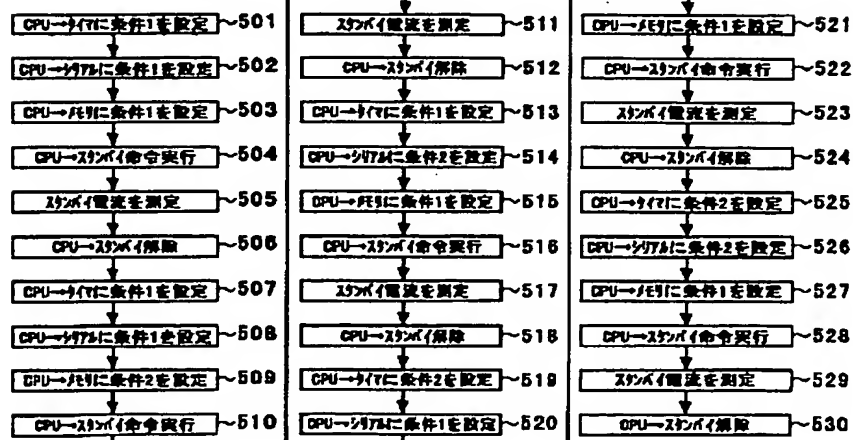 CPU→タイマに条件1を設定 ~501
CPU→シリアルに条件1を設定 ~502
CPU→メモリに条件1を設定 ~503
CPU→スタンバイ命令実行 ~504
スタンバイ電流を測定 ~505
CPU→スタンバイ解除 ~506
CPU→タイマに条件1を設定 ~507
CPU→シリアルに条件1を設定 ~508
CPU→メモリに条件2を設定 ~509
CPU→スタンバイ命令実行 ~510
スタンバイ電流を測定 ~511
CPU→スタンバイ解除 ~512
CPU→タイマに条件1を設定 ~513
CPU→シリアルに条件2を設定 ~514
CPU→メモリに条件1を設定 ~515
CPU→スタンバイ命令実行 ~516
スタンバイ電流を測定 ~517
CPU→スタンバイ解除 ~518
CPU→タイマに条件2を設定 ~519
CPU→シリアルに条件1を設定 ~520
CPU→メモリに条件1を設定 ~521
CPU→スタンバイ命令実行 ~522
スタンバイ電流を測定 ~523
CPU→スタンバイ解除 ~524
CPU→タイマに条件2を設定 ~525
CPU→シリアルに条件2を設定 ~526
CPU→メモリに条件1を設定 ~527
CPU→スタンバイ命令実行 ~528
スタンバイ電流を測定 ~529
CPU→スタンバイ解除 ~530